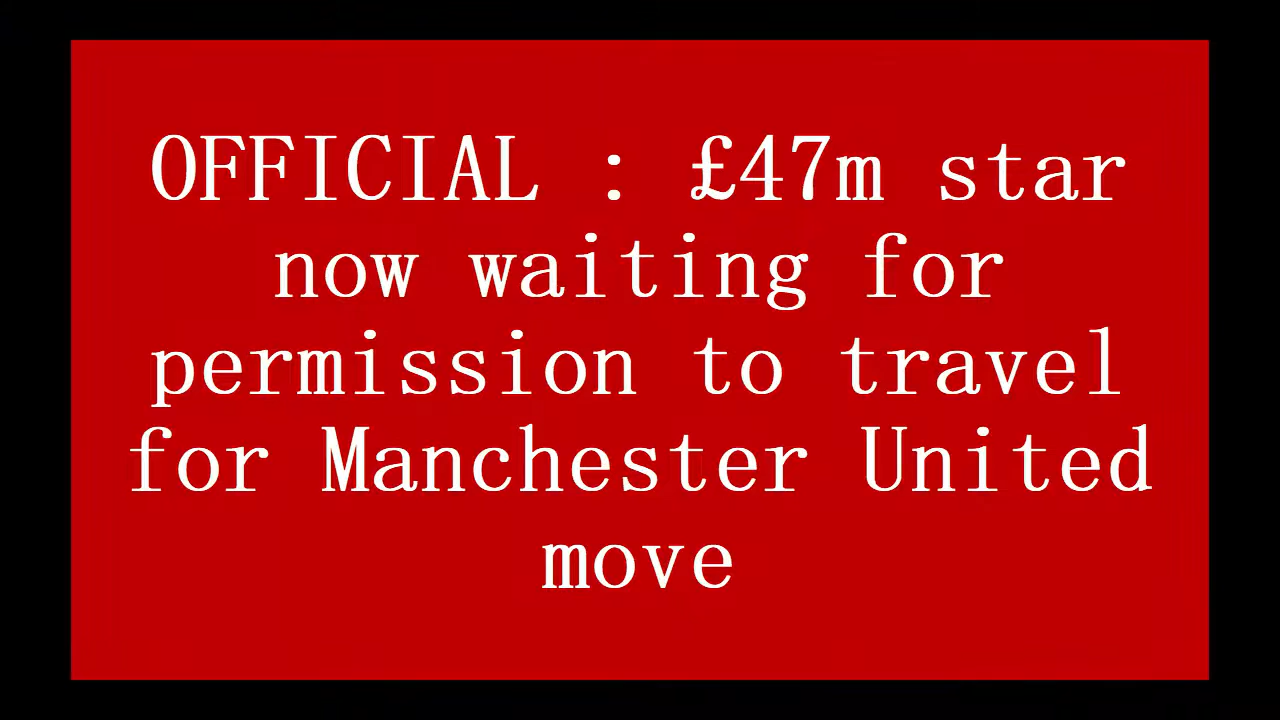 OFFICIAL : £47m star
now waiting for
permission to travel
for Manchester United
move